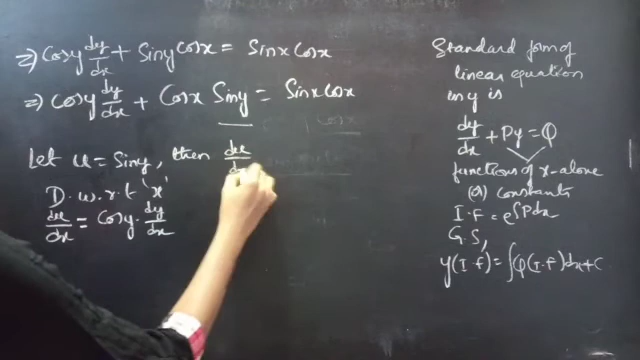 ⇒) Cosy dy/dx + Siny Cosx = Sinx Cosx
⇒) Cosy dy/dx + Cosx Siny = Sinx Cosx
Let u = Siny, then du/dx
D. w. r. t 'x'
du/dx = Cosy. dy/dx
Standard form of
linear equation
in y is
dy/dx + Py = Q
functions of x-alone
(or) constants
I.F = e^∫Pdx
G.S,
y(I.f) = ∫Q(I.F)dx+C